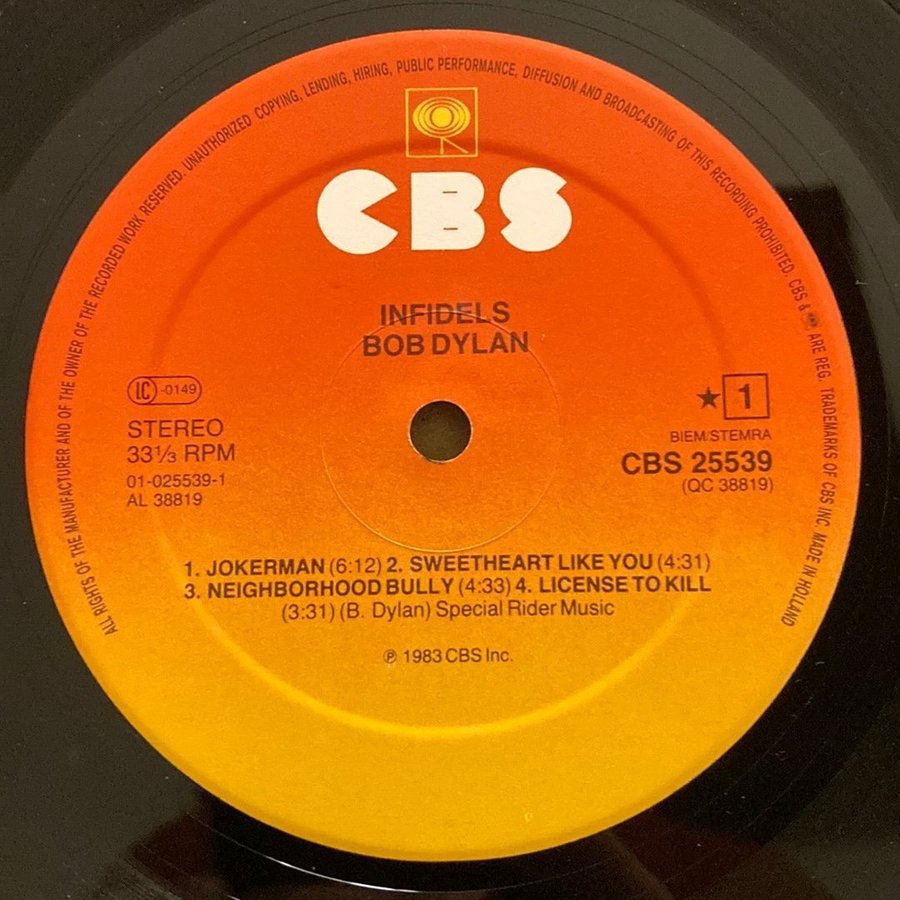 ALL RIGHTS OF THE MANUFACTURER AND OF THE OWNER OF THE RECORDED WORK RESERVED. UNAUTHORIZED COPYING, LENDING, HIRING, PUBLIC PERFORMANCE, DIFFUSION AND BROADCASTING OF THIS RECORDING PROHIBITED. CBS & ARE REG. TRADEMARKS OF CBS INC. MADE IN HOLLAND
CBS
INFIDELS
BOB DYLAN
LC -0149
STEREO
33⅓ RPM
01-025539-1
AL 38819
★ 1
BIEM/STEMRA
CBS 25539
(QC 38819)
1. JOKERMAN (6:12) 2. SWEETHEART LIKE YOU (4:31)
3. NEIGHBORHOOD BULLY (4:33) 4. LICENSE TO KILL
(3:31) (B. Dylan) Special Rider Music
℗ 1983 CBS Inc.